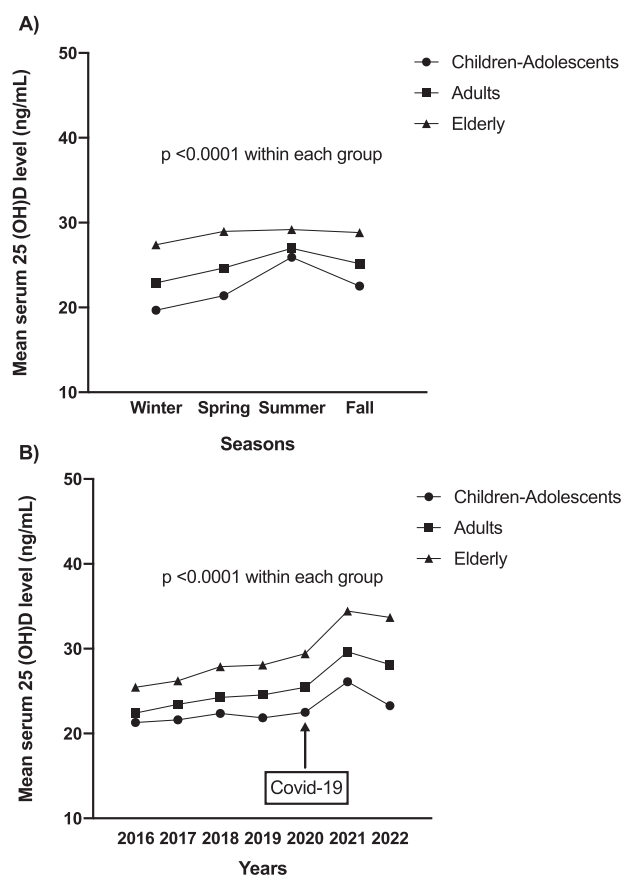 A)
Mean serum 25 (OH)D level (ng/mL)
50
40
30
20
10
Children-Adolescents
Adults
Elderly
p <0.0001 within each group
Winter Spring Summer Fall
Seasons
B)
Mean serum 25 (OH)D level (ng/mL)
50
40
30
20
10
Children-Adolescents
Adults
Elderly
p <0.0001 within each group
Covid-19
2016 2017 2018 2019 2020 2021 2022
Years